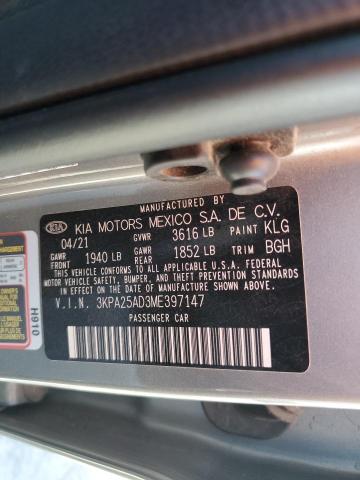 MANUFACTURED BY
KIA KIA MOTORS MEXICO S.A. DE C.V.
04/21 GVWR 3616 LB PAINT KLG
GAWR FRONT 1940 LB GAWR REAR 1852 LB TRIM BGH
THIS VEHICLE CONFORMS TO ALL APPLICABLE U.S.A. FEDERAL
MOTOR VEHICLE SAFETY, BUMPER, AND THEFT PREVENTION
STANDARDS IN EFFECT ON THE DATE OF MANUFACTURE SHOWN ABOVE.
V.I.N. 3KPA25AD3ME397147
PASSENGER CAR
H910